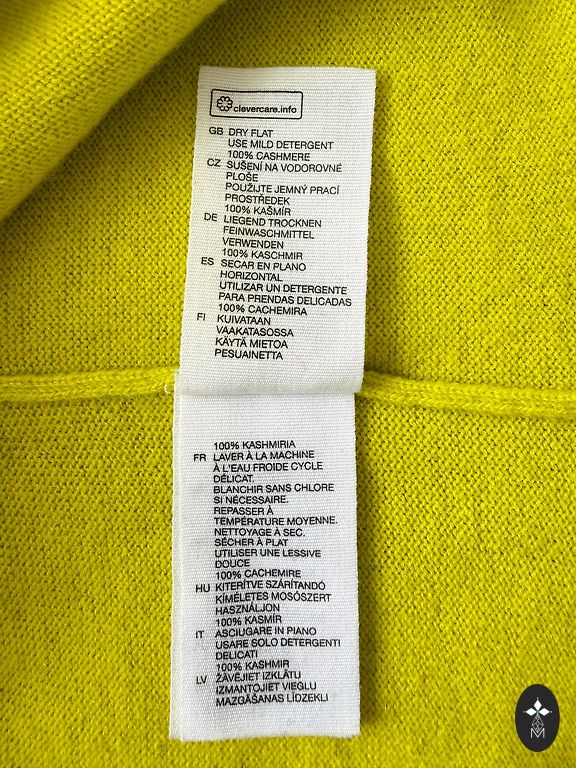 clevercare.info
GB DRY FLAT
USE MILD DETERGENT
100% CASHMERE
CZ SUŠENÍ NA VODOROVNÉ
PLOŠE
POUŽIJTE JEMNÝ PRACÍ
PROSTŘEDEK
100% KAŠMÍR
DE LIEGEND TROCKNEN
FEINWASCHMITTEL
VERWENDEN
100% KASCHMIR
ES SECAR EN PLANO
HORIZONTAL
UTILIZAR UN DETERGENTE
PARA PRENDAS DELICADAS
100% CACHEMIRA
FI KUIVATAAN
VAAKATASOSSA
KÄYTÄ MIETOA
PESUAINETTA
100% KASHMIRIA
FR LAVER À LA MACHINE
À L'EAU FROIDE CYCLE
DÉLICAT.
BLANCHIR SANS CHLORE
SI NÉCESSAIRE.
REPASSER À
TEMPÉRATURE MOYENNE.
NETTOYAGE À SEC.
SÉCHER À PLAT
UTILISER UNE LESSIVE
DOUCE
100% CACHEMIRE
HU KITERÍTVE SZÁRÍTANDÓ
KÍMÉLETES MOSÓSZERT
HASZNÁLJON
100% KASMÍR
IT ASCIUGARE IN PIANO
USARE SOLO DETERGENTI
DELICATI
100% KASHMIR
LV ŽĀVĒJIET IZKLĀTU
IZMANTOJIET VIEGLU
MAZGĀŠANAS LĪDZEKLI
M